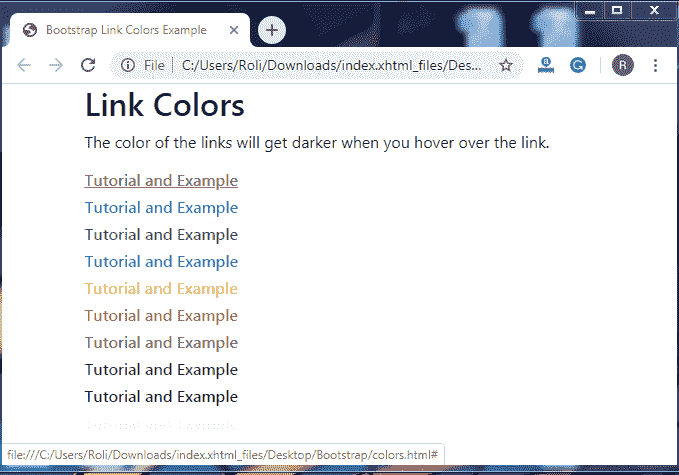 Bootstrap Link Colors Example
File
C:/Users/Roli/Downloads/index.xhtml_files/Des...
R
Link Colors
The color of the links will get darker when you hover over the link.
Tutorial and Example
Tutorial and Example
Tutorial and Example
Tutorial and Example
Tutorial and Example
Tutorial and Example
Tutorial and Example
Tutorial and Example
Tutorial and Example
Tutorial and Example
file:///C:/Users/Roli/Downloads/index.xhtml_files/Desktop/Bootstrap/colors.html#